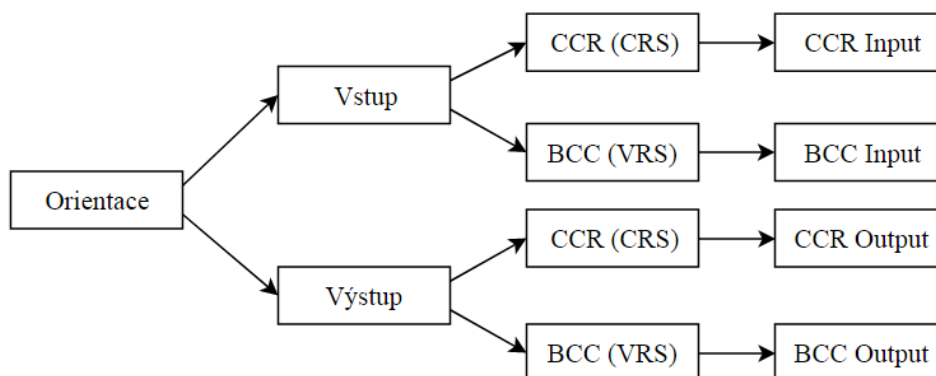 CCR (CRS)
CCR Input
Vstup
BCC (VRS)
BCC Input
Orientace
CCR (CRS)
CCR Output
Výstup
BCC (VRS)
BCC Output